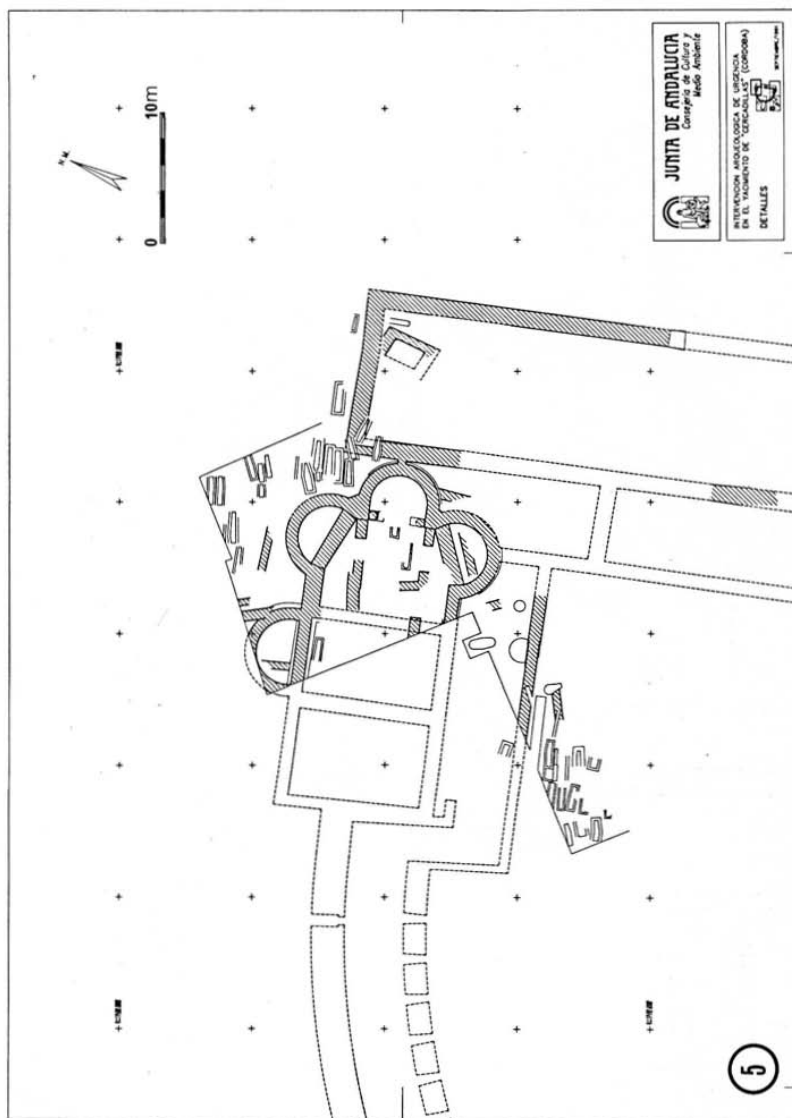 N.M.
0 10m
JUNTA DE ANDALUCIA
Consejería de Cultura y
Medio Ambiente
INTERVENCION ARQUEOLOGICA DE URGENCIA
EN EL YACIMIENTO DE "CERCADILLAS" (CORDOBA)
DETALLES
5